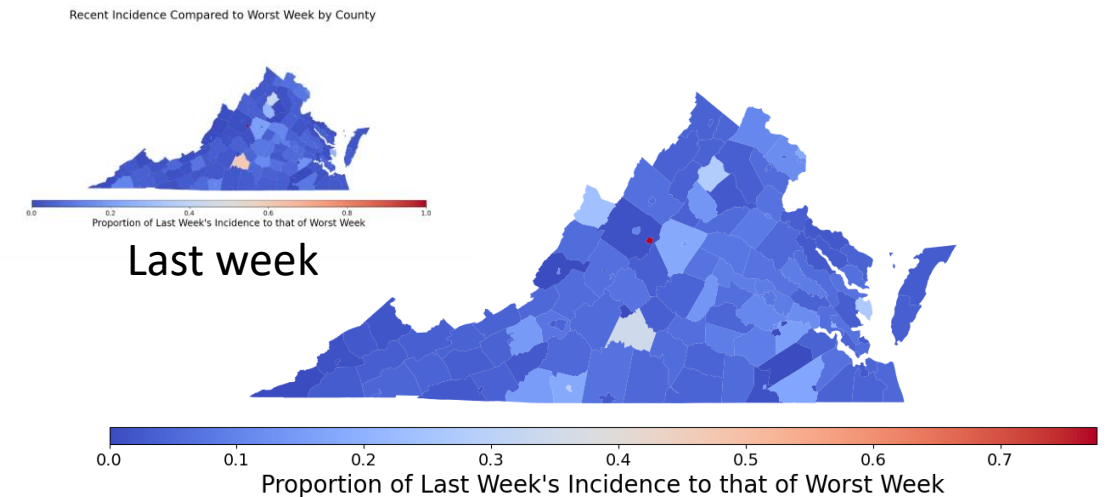 Recent Incidence Compared to Worst Week by County
0.0 0.2 0.4 0.6 0.8 1.0
Proportion of Last Week's Incidence to that of Worst Week
Last week
0.0 0.1 0.2 0.3 0.4 0.5 0.6 0.7
Proportion of Last Week's Incidence to that of Worst Week